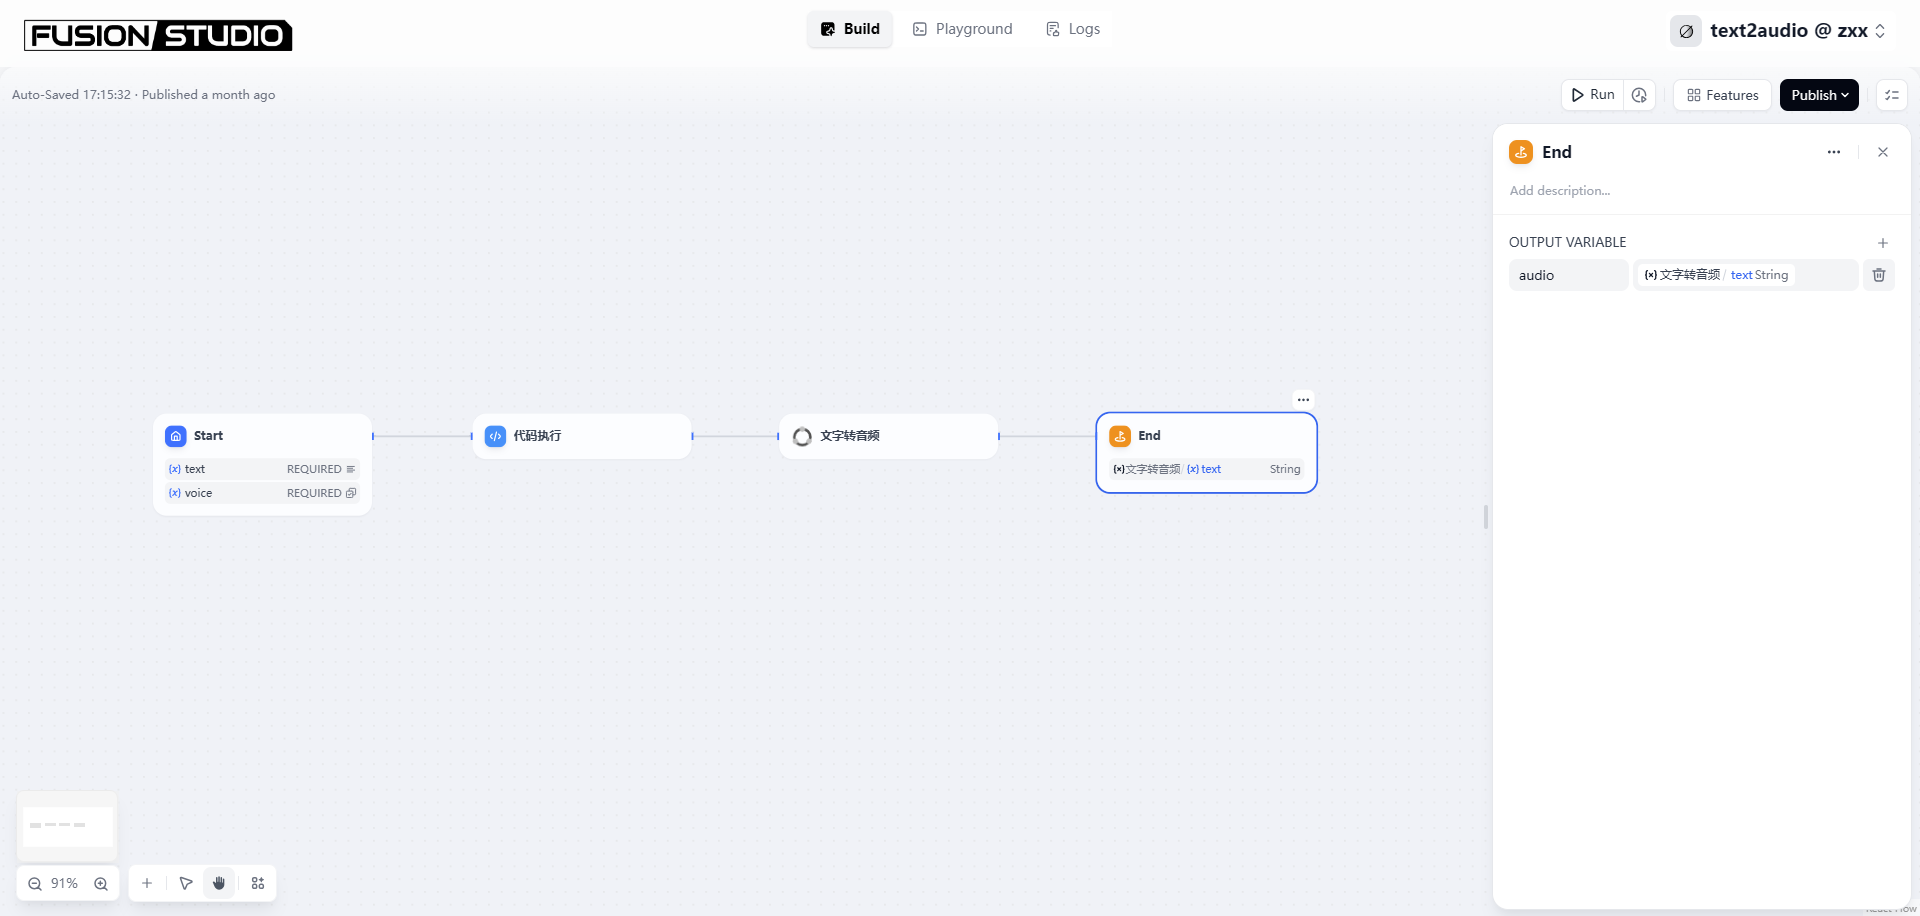 FUSION STUDIO
Build
Playground
Logs
text2audio @ zxx
Auto-Saved 17:15:32 · Published a month ago
Run
Features
Publish
End
Add description...
OUTPUT VARIABLE
audio
(x) 文字转音频 / text String
Start
(x) text REQUIRED
(x) voice REQUIRED
代码执行
文字转音频
End
(x) 文字转音频 / (x) text String
91%
React Flow